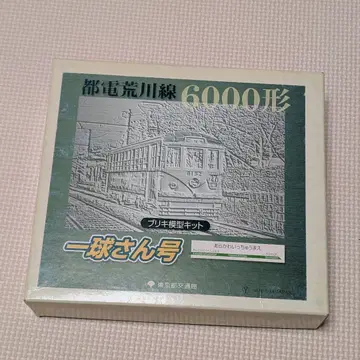 都電荒川線 6000形
ブリキ模型キット
一球さん号
東京都交通局